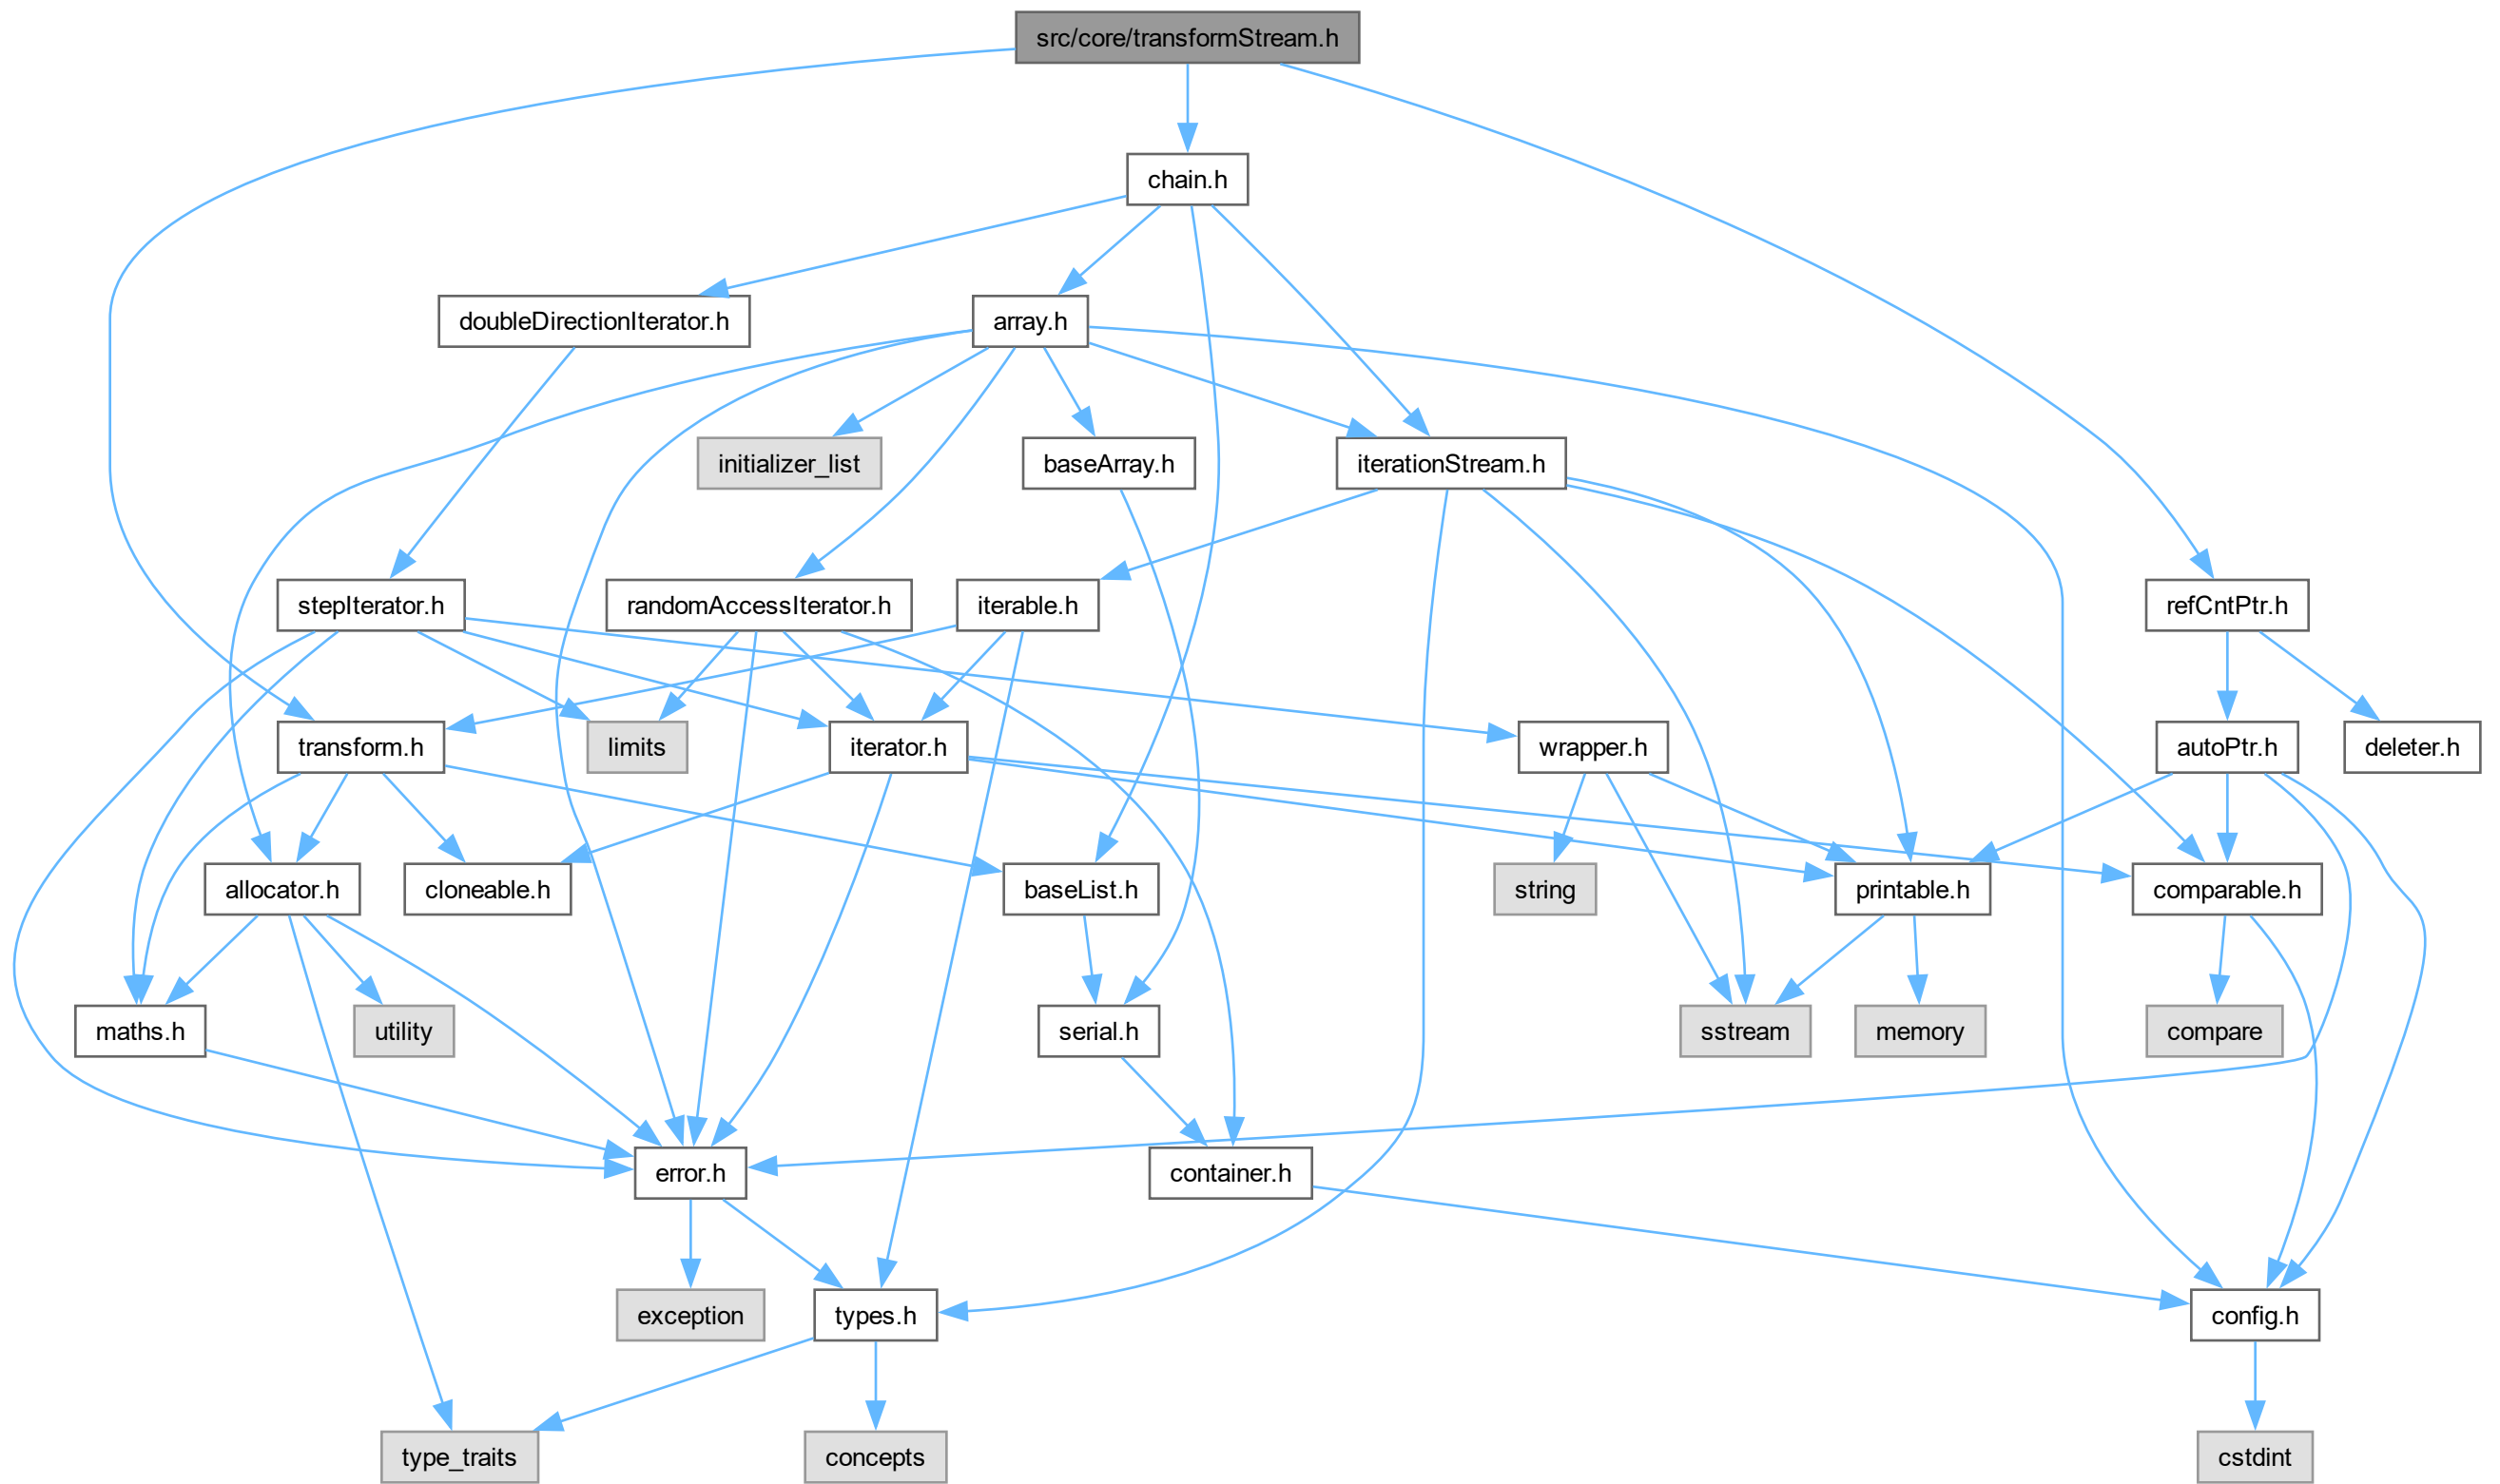 src/core/transformStream.h
chain.h
doubleDirectionIterator.h
array.h
initializer_list
baseArray.h
iterationStream.h
stepIterator.h
randomAccessIterator.h
iterable.h
refCntPtr.h
transform.h
limits
iterator.h
wrapper.h
autoPtr.h
deleter.h
allocator.h
cloneable.h
baseList.h
string
printable.h
comparable.h
maths.h
utility
serial.h
sstream
memory
compare
error.h
container.h
exception
types.h
config.h
type_traits
concepts
cstdint